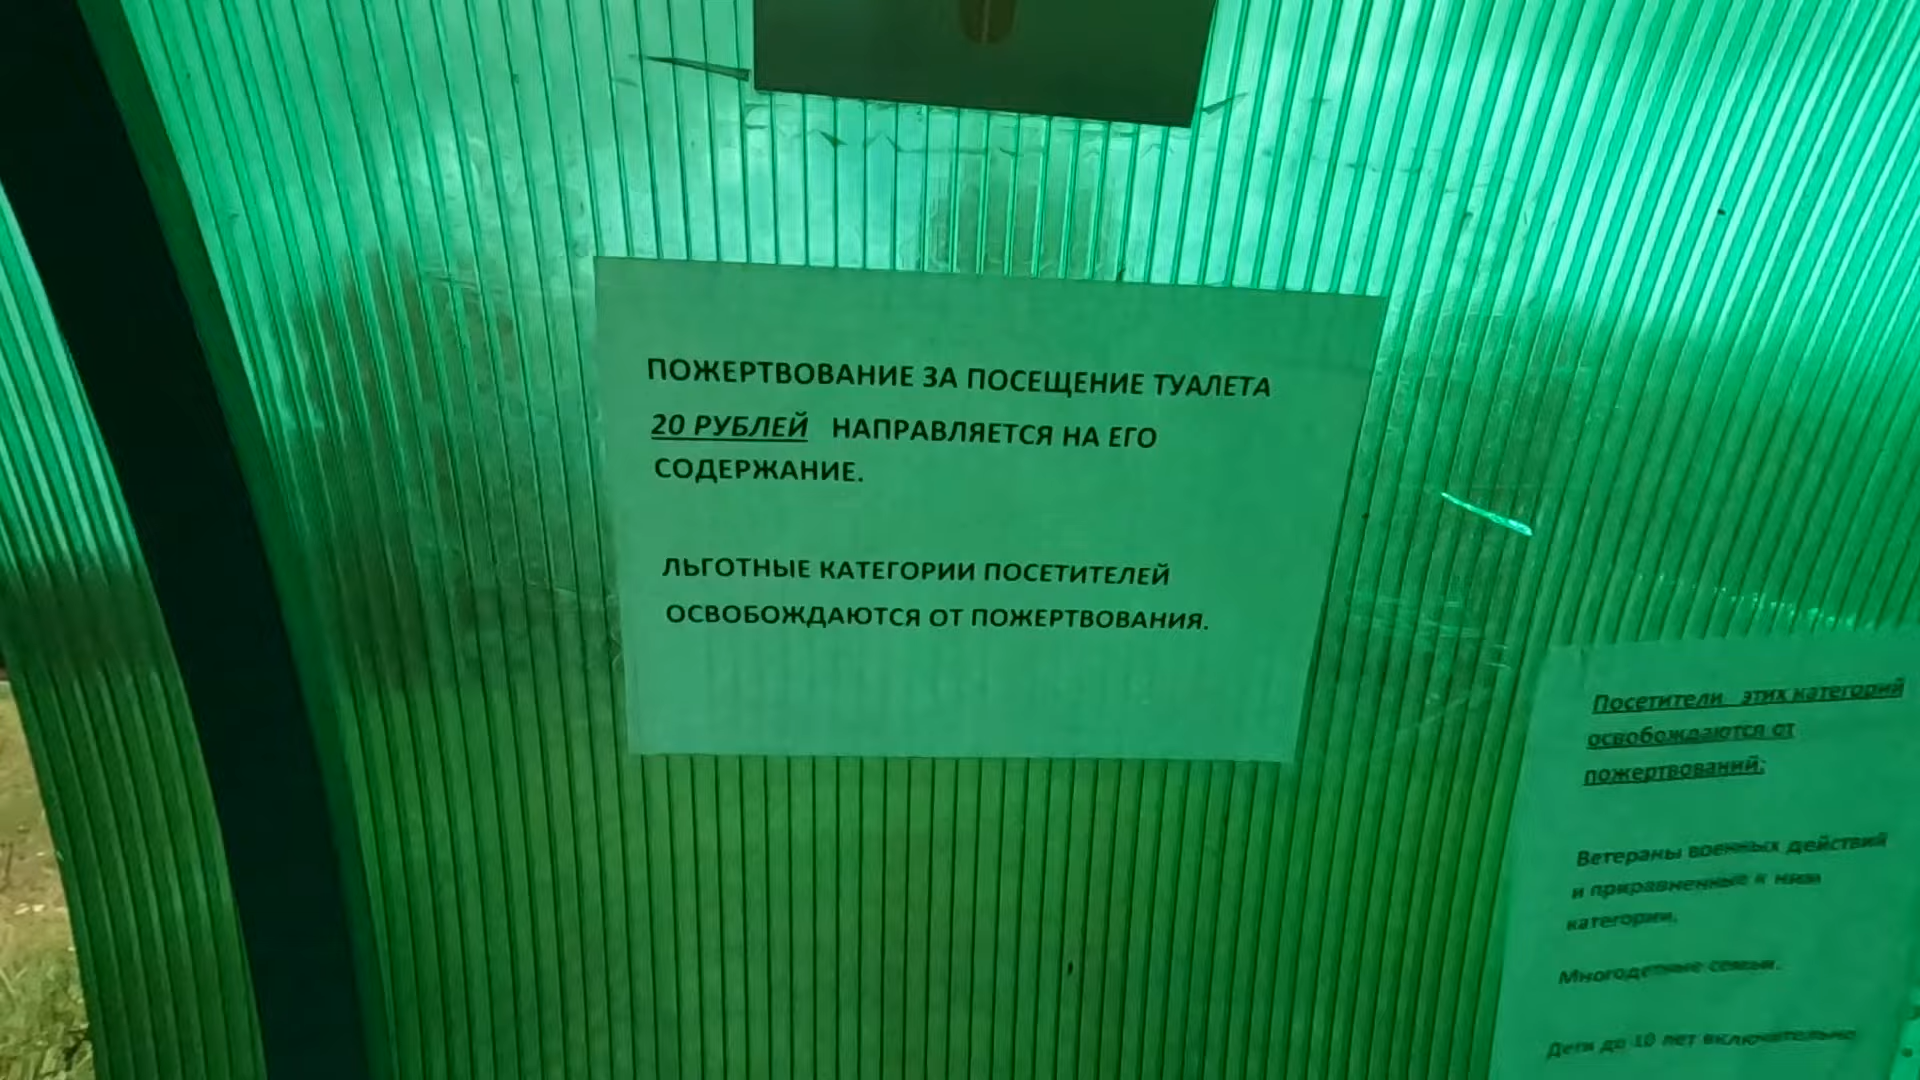 ПОЖЕРТВОВАНИЕ ЗА ПОСЕЩЕНИЕ ТУАЛЕТА
20 РУБЛЕЙ НАПРАВЛЯЕТСЯ НА ЕГО
СОДЕРЖАНИЕ.
ЛЬГОТНЫЕ КАТЕГОРИИ ПОСЕТИТЕЛЕЙ
ОСВОБОЖДАЮТСЯ ОТ ПОЖЕРТВОВАНИЯ.
Посетители этих категорий
освобождаются от
пожертвований:
Ветераны военных действий
и приравненные к ним
категории.
Многодетные семьи.
Дети до 10 лет включительно